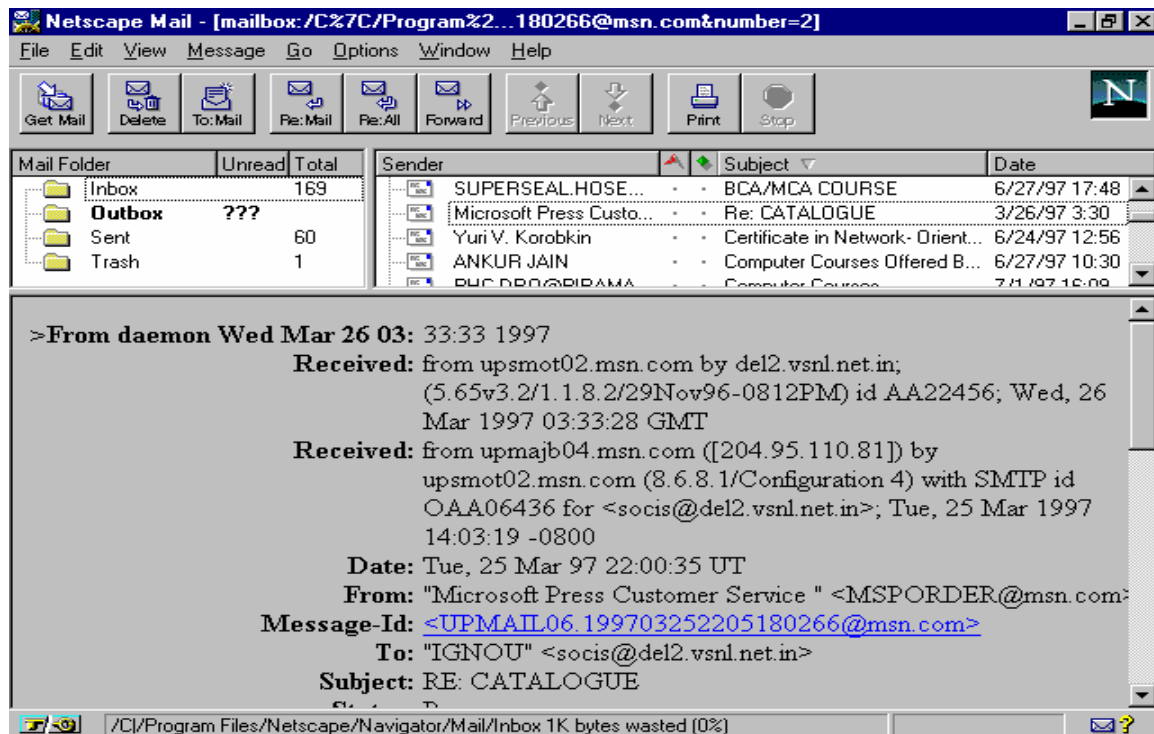 Netscape Mail - [mailbox:/C%7C/Program%2...180266@msn.com&number=2]
File Edit View Message Go Options Window Help
Get Mail Delete To:Mail Re:Mail Re:All Forward Previous Next Print Stop
N
Mail Folder Unread Total
Inbox 169
Outbox ???
Sent 60
Trash 1
Sender Subject Date
SUPERSEAL.HOSE... BCA/MCA COURSE 6/27/97 17:48
Microsoft Press Custo... Re: CATALOGUE 3/26/97 3:30
Yuri V. Korobkin Certificate in Network- Orient... 6/24/97 12:56
ANKUR JAIN Computer Courses Offered B... 6/27/97 10:30
Computer Courses 7/1/97 16:09
>From daemon Wed Mar 26 03: 33:33 1997
Received: from upsmot02.msn.com by del2.vsnl.net.in;
(5.65v3.2/1.1.8.2/29Nov96-0812PM) id AA22456; Wed, 26
Mar 1997 03:33:28 GMT
Received: from upmajb04.msn.com ([204.95.110.81]) by
upsmot02.msn.com (8.6.8.1/Configuration 4) with SMTP id
OAA06436 for <socis@del2.vsnl.net.in>; Tue, 25 Mar 1997
14:03:19 -0800
Date: Tue, 25 Mar 97 22:00:35 UT
From: "Microsoft Press Customer Service " <MSPORDER@msn.com>
Message-Id: <UPMAIL06.199703252205180266@msn.com>
To: "IGNOU" <socis@del2.vsnl.net.in>
Subject: RE: CATALOGUE
/C|/Program Files/Netscape/Navigator/Mail/Inbox 1K bytes wasted (0%)